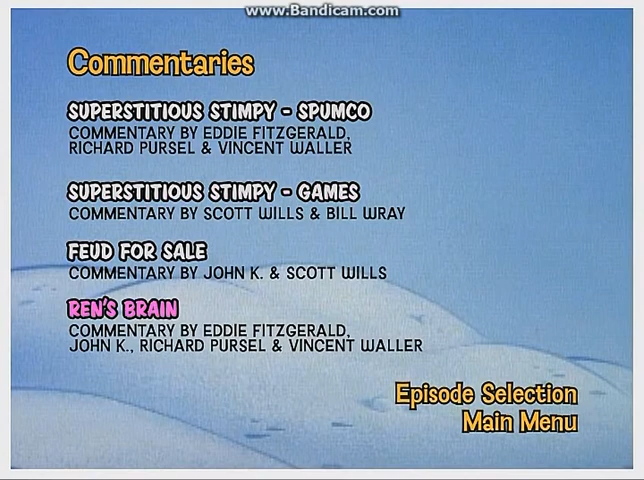 www.Bandicam.com
Commentaries
SUPERSTITIOUS STIMPY - SPUMCO
COMMENTARY BY EDDIE FITZGERALD,
RICHARD PURSEL & VINCENT WALLER
SUPERSTITIOUS STIMPY - GAMES
COMMENTARY BY SCOTT WILLS & BILL WRAY
FEUD FOR SALE
COMMENTARY BY JOHN K. & SCOTT WILLS
REN'S BRAIN
COMMENTARY BY EDDIE FITZGERALD,
JOHN K., RICHARD PURSEL & VINCENT WALLER
Episode Selection
Main Menu